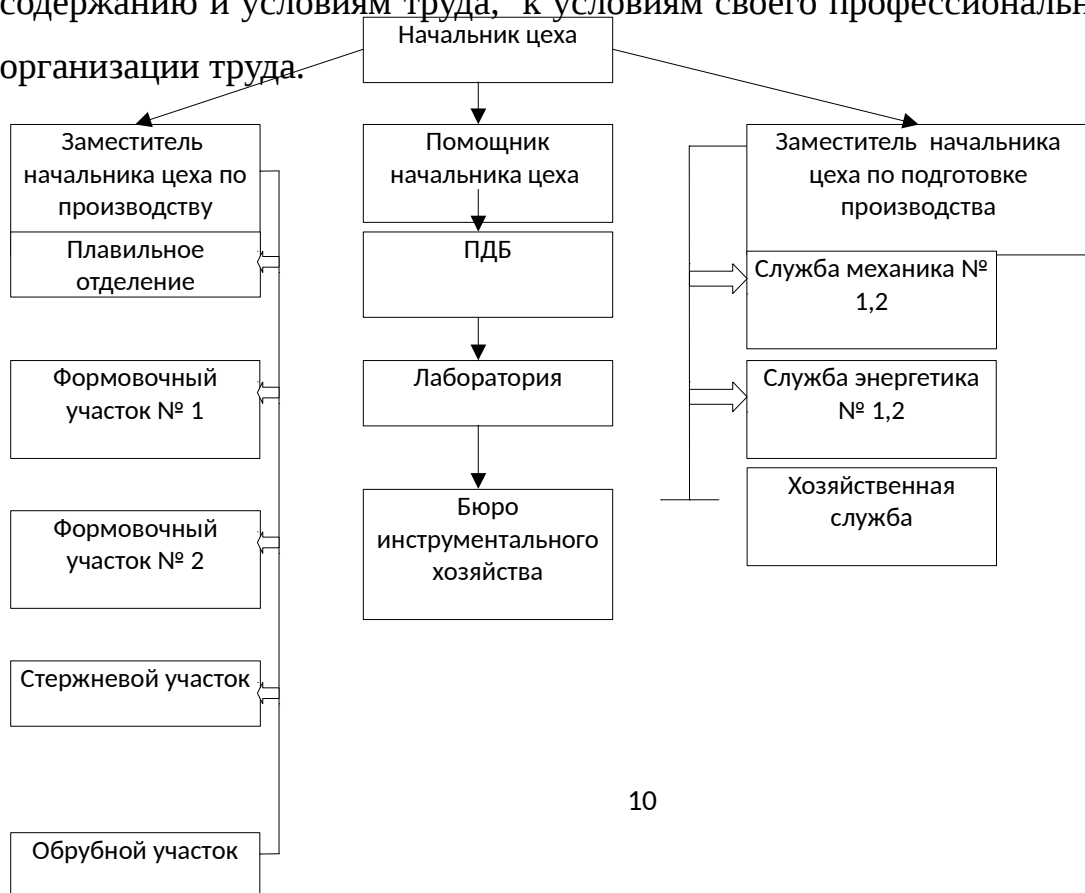 содержанию и условиям труда, к условиям своего профессиональн
организации труда.
Начальник цеха
Заместитель
начальника цеха по
производству
Помощник
начальника цеха
Заместитель начальника
цеха по подготовке
производства
Плавильное
отделение
ПДБ
Служба механика №
1,2
Формовочный
участок № 1
Лаборатория
Служба энергетика
№ 1,2
Формовочный
участок № 2
Бюро
инструментального
хозяйства
Хозяйственная
служба
Стержневой участок
10
Обрубной участок